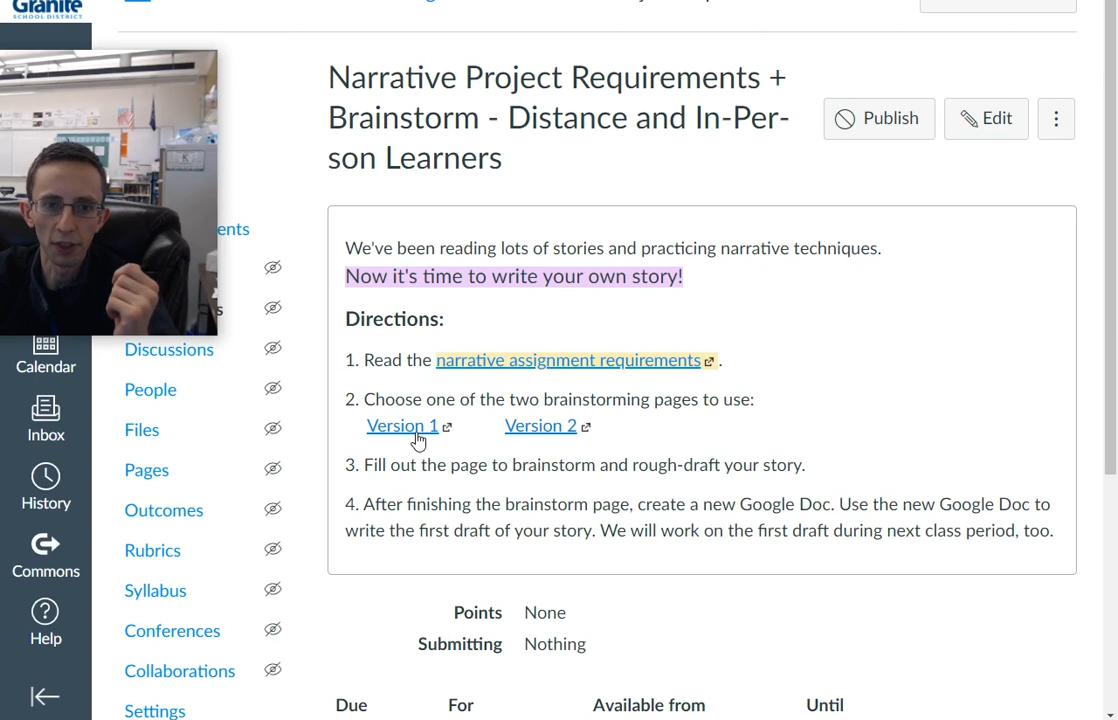 Granite
SCHOOL DISTRICT
Narrative Project Requirements +
Brainstorm - Distance and In-Per-
son Learners
Publish
Edit
ents
s
Discussions
People
Files
Pages
Outcomes
Rubrics
Syllabus
Conferences
Collaborations
Settings
Calendar
Inbox
History
Commons
Help
We've been reading lots of stories and practicing narrative techniques.
Now it's time to write your own story!
Directions:
1. Read the narrative assignment requirements.
2. Choose one of the two brainstorming pages to use:
Version 1 Version 2
3. Fill out the page to brainstorm and rough-draft your story.
4. After finishing the brainstorm page, create a new Google Doc. Use the new Google Doc to
write the first draft of your story. We will work on the first draft during next class period, too.
Points None
Submitting Nothing
Due For Available from Until